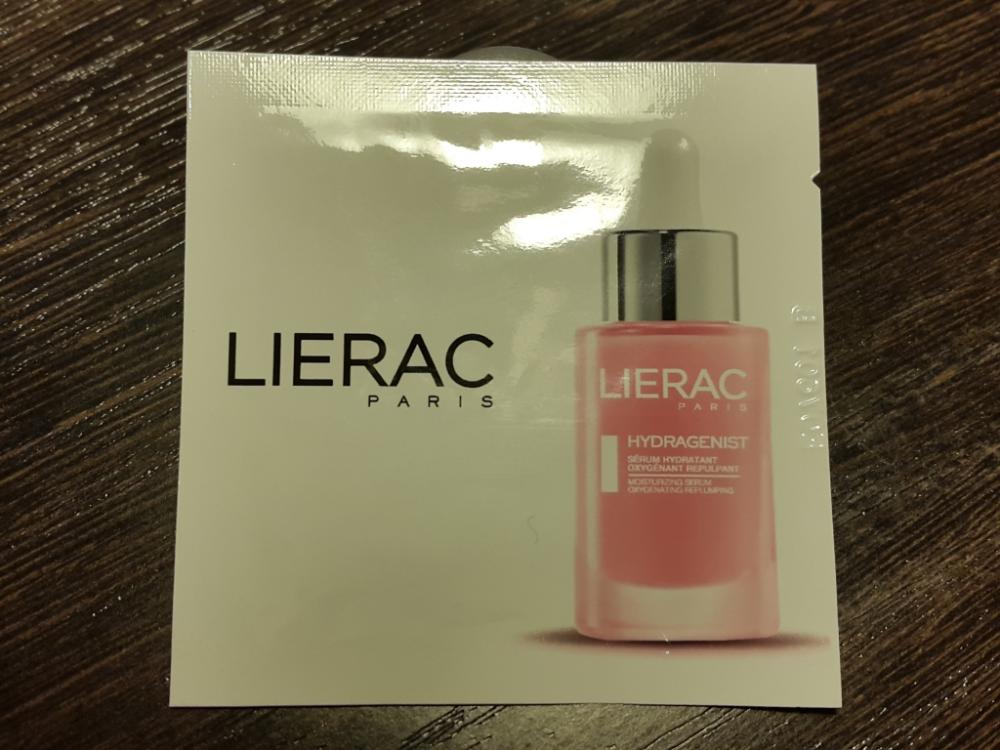 LIERAC
PARIS
LIERAC
PARIS
HYDRAGENIST
SÉRUM HYDRATANT
OXYGÉNANT REPULPANT
MOISTURIZING SERUM
OXYGENATING REPLUMPING